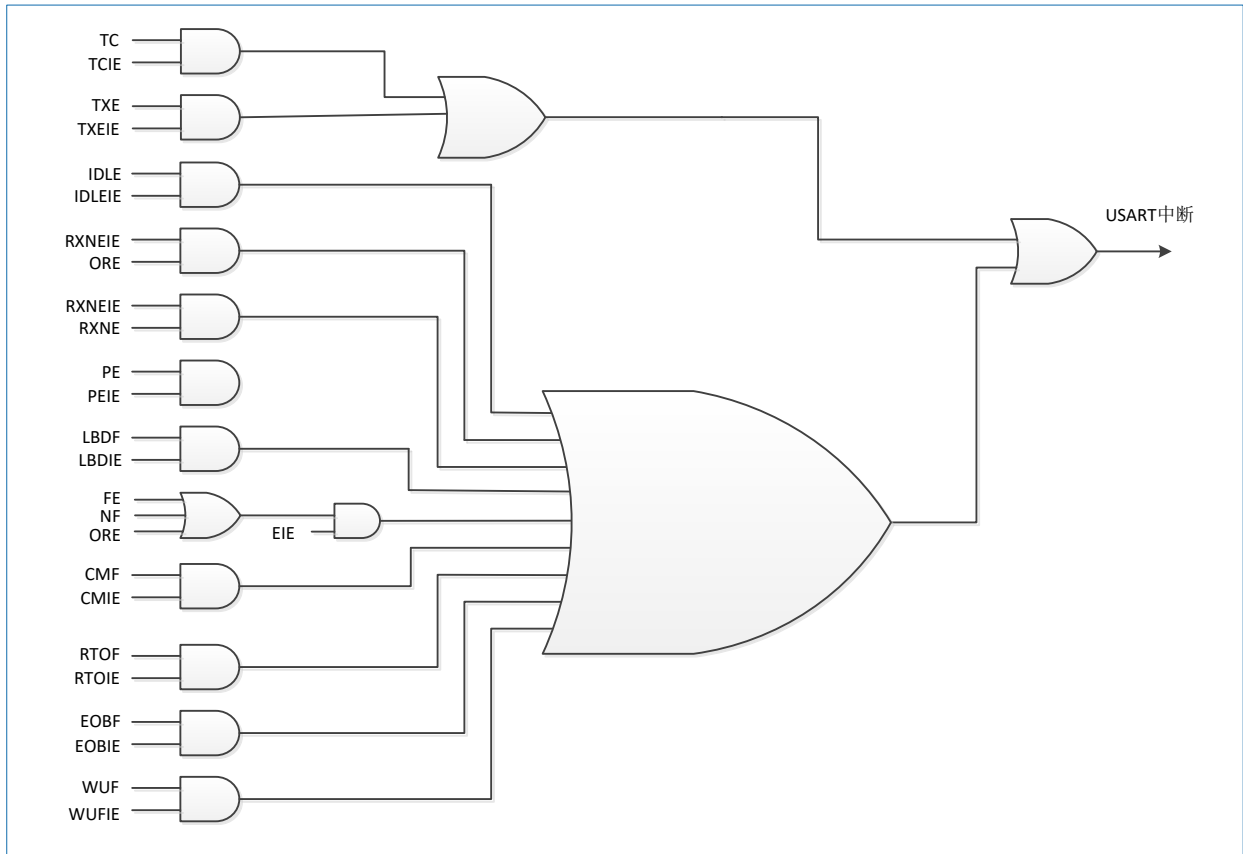 TC
TCIE
TXE
TXEIE
IDLE
IDLEIE
USART中断
RXNEIE
ORE
RXNEIE
RXNE
PE
PEIE
LBDF
LBDIE
FE
NF
ORE
EIE
CMF
CMIE
RTOF
RTOIE
EOBF
EOBIE
WUF
WUFIE